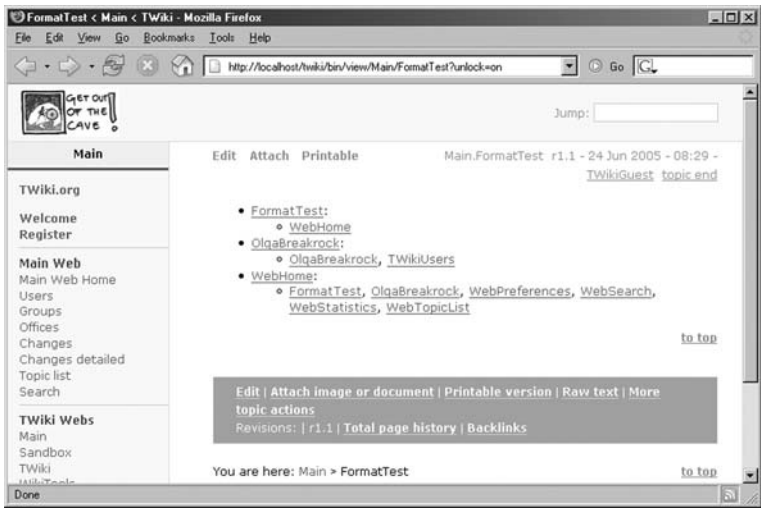 FormatTest < Main < TWiki - Mozilla Firefox
File Edit View Go Bookmarks Tools Help
http://localhost/twiki/bin/view/Main/FormatTest?unlock=on Go G
GET OUT
OF THE
CAVE !
Jump:
Main
Edit Attach Printable Main.FormatTest r1.1 - 24 Jun 2005 - 08:29 -
TWikiGuest topic end
TWiki.org
Welcome
Register
Main Web
Main Web Home
Users
Groups
Offices
Changes
Changes detailed
Topic list
Search
TWiki Webs
Main
Sandbox
TWiki
WikiTools
• FormatTest:
∘ WebHome
• OlgaBreakrock:
∘ OlgaBreakrock, TWikiUsers
• WebHome:
∘ FormatTest, OlgaBreakrock, WebPreferences, WebSearch,
WebStatistics, WebTopicList
to top
Edit | Attach image or document | Printable version | Raw text | More
topic actions
Revisions: | r1.1 | Total page history | Backlinks
You are here: Main > FormatTest to top
Done